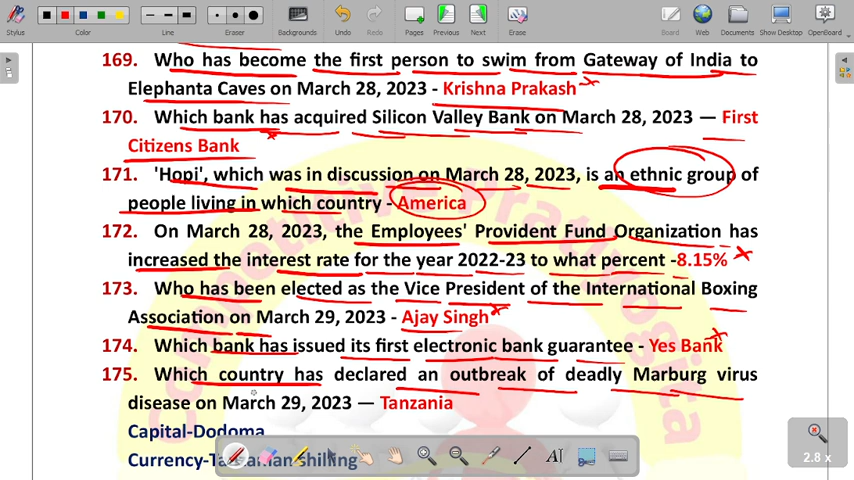 Stylus
Color
Line
Eraser
Backgrounds
Undo
Redo
Pages
Previous
Next
Erase
Board
Web
Documents
Show Desktop
OpenBoard
169. Who has become the first person to swim from Gateway of India to
Elephanta Caves on March 28, 2023 - Krishna Prakash
170. Which bank has acquired Silicon Valley Bank on March 28, 2023 — First
Citizens Bank
171. 'Hopi', which was in discussion on March 28, 2023, is an ethnic group of
people living in which country - America
172. On March 28, 2023, the Employees' Provident Fund Organization has
increased the interest rate for the year 2022-23 to what percent -8.15%
173. Who has been elected as the Vice President of the International Boxing
Association on March 29, 2023 - Ajay Singh
174. Which bank has issued its first electronic bank guarantee - Yes Bank
175. Which country has declared an outbreak of deadly Marburg virus
disease on March 29, 2023 — Tanzania
Capital-Dodoma
Currency-Tanzanian shilling
2.8 x